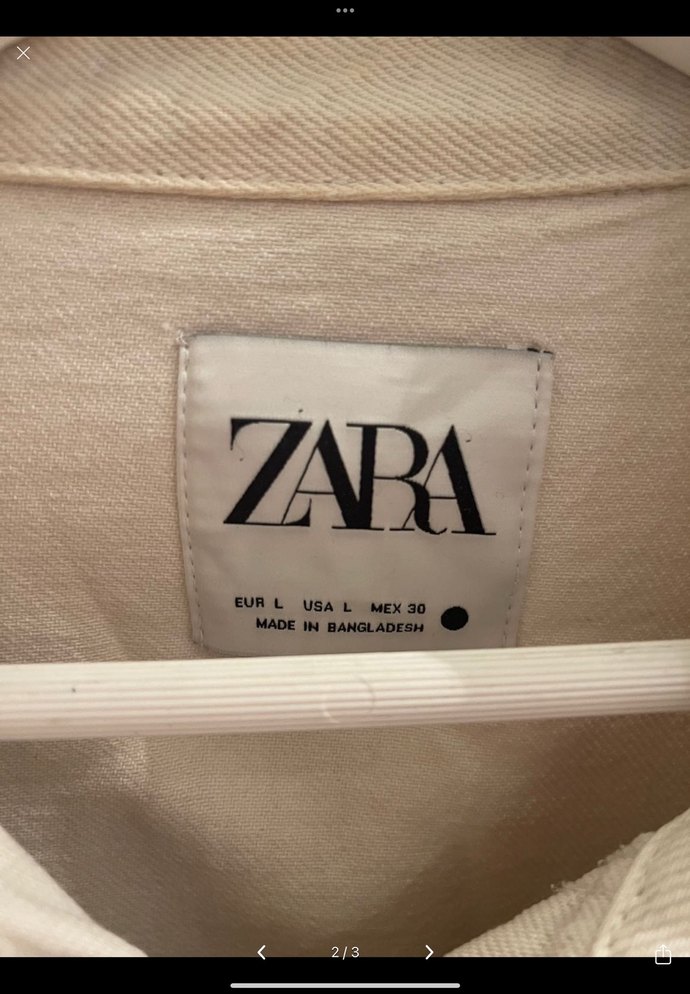 ZARA
EUR L USA L MEX 30
MADE IN BANGLADESH
2/3